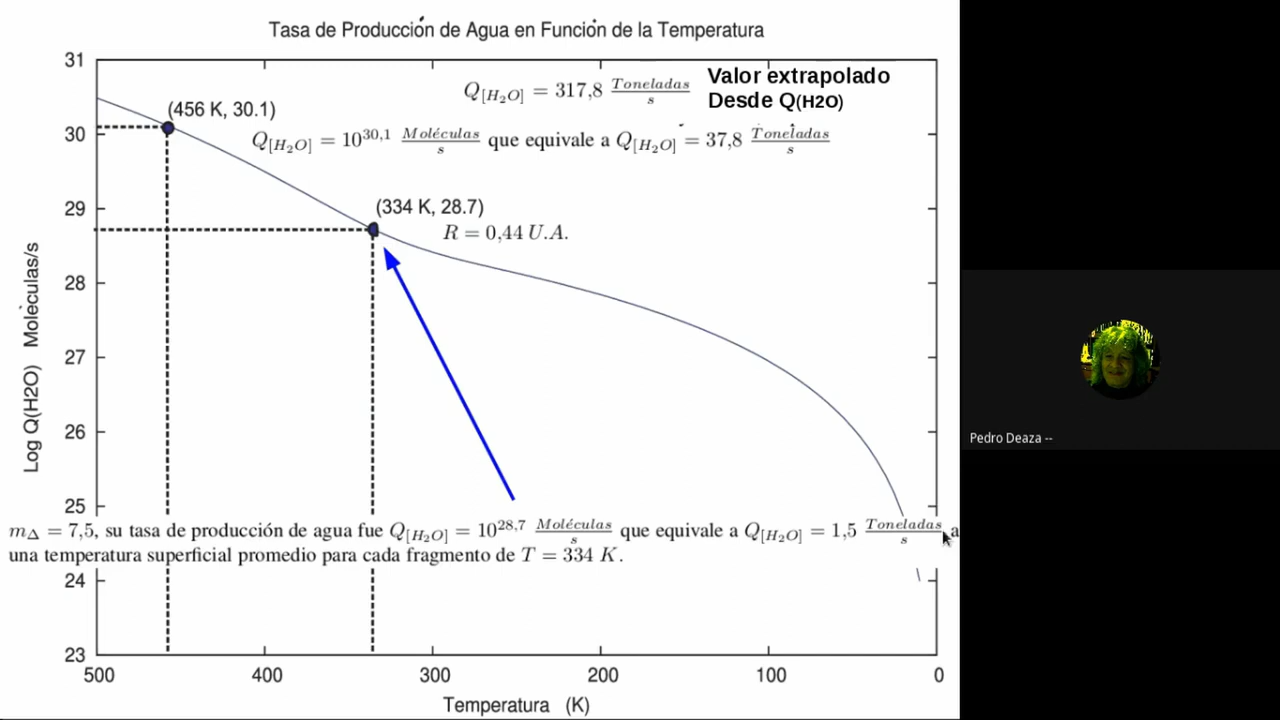 Tasa de Producción de Agua en Función de la Temperatura
31
Q[H₂O] = 317,8 Toneladas/s
Valor extrapolado
Desde Q(H2O)
(456 K, 30.1)
30
Q[H₂O] = 10^30,1 Moléculas/s que equivale a Q[H₂O] = 37,8 Toneladas/s
(334 K, 28.7)
29
R = 0,44 U.A.
28
Log Q(H2O) Moléculas/s
27
26
25
m_Δ = 7,5, su tasa de producción de agua fue Q[H₂O] = 10^28,7 Moléculas/s que equivale a Q[H₂O] = 1,5 Toneladas/s a
una temperatura superficial promedio para cada fragmento de T = 334 K.
24
23
500 400 300 200 100 0
Temperatura (K)
Pedro Deaza --